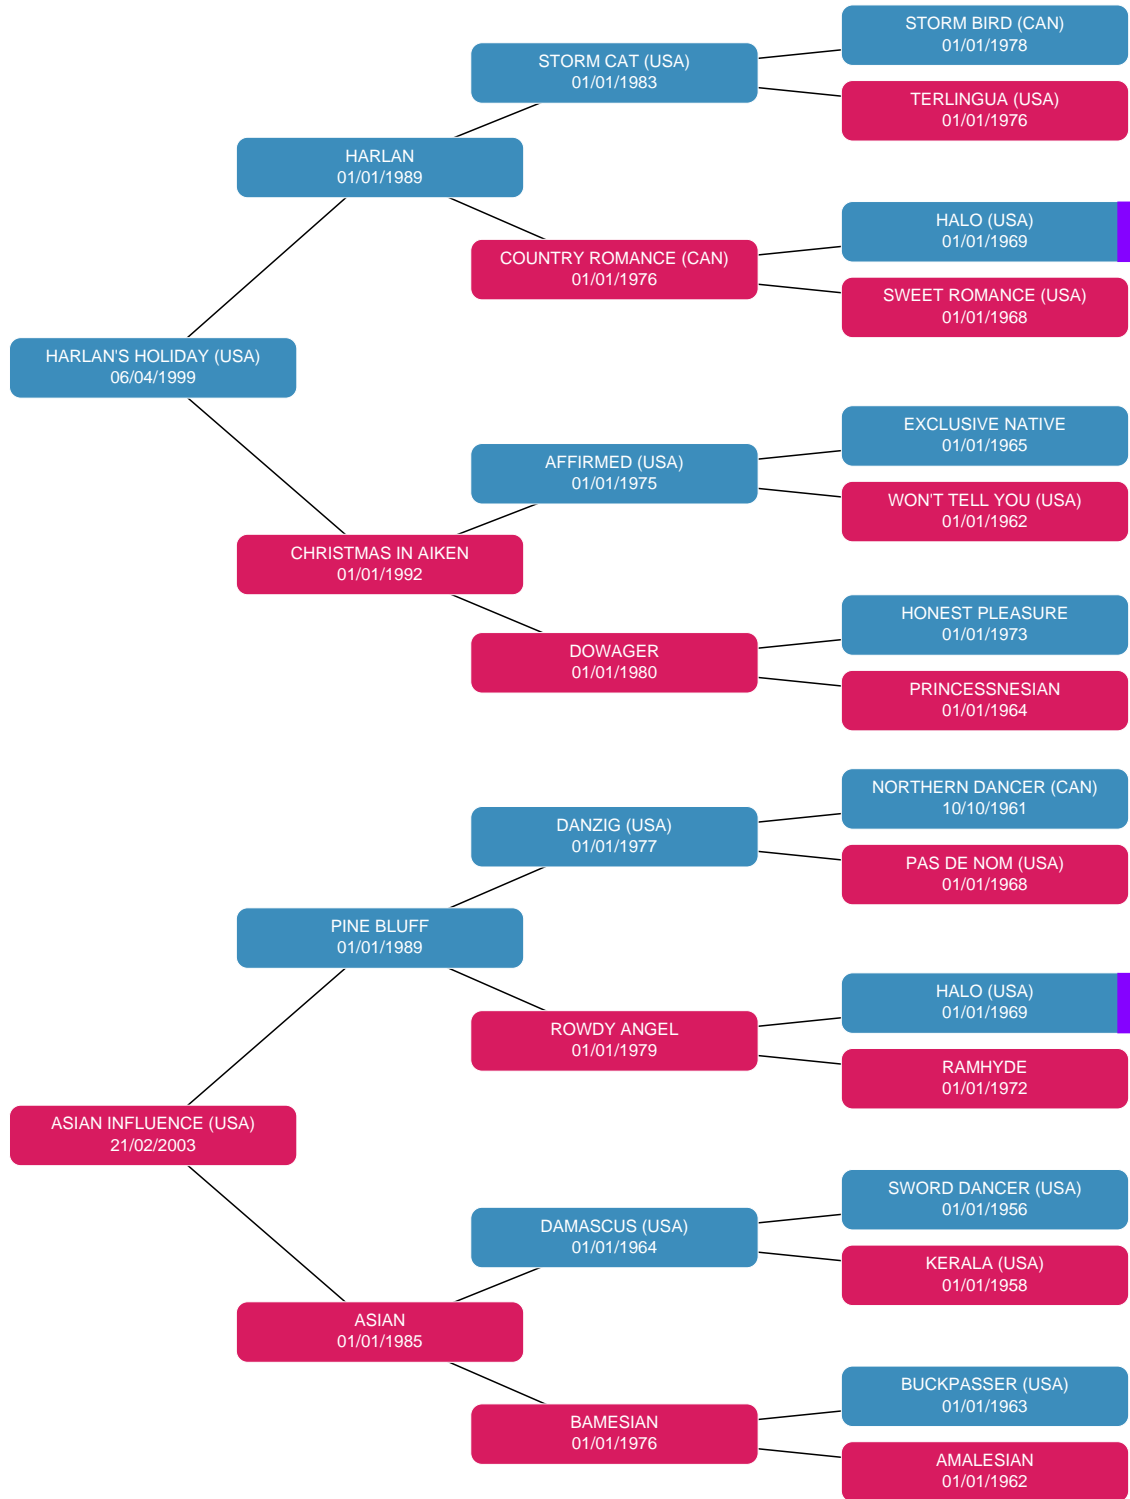 STORM BIRD (CAN)
01/01/1978
STORM CAT (USA)
01/01/1983
TERLINGUA (USA)
01/01/1976
HARLAN
01/01/1989
HALO (USA)
01/01/1969
COUNTRY ROMANCE (CAN)
01/01/1976
SWEET ROMANCE (USA)
01/01/1968
HARLAN'S HOLIDAY (USA)
06/04/1999
EXCLUSIVE NATIVE
01/01/1965
AFFIRMED (USA)
01/01/1975
WON'T TELL YOU (USA)
01/01/1962
CHRISTMAS IN AIKEN
01/01/1992
HONEST PLEASURE
01/01/1973
DOWAGER
01/01/1980
PRINCESSNESIAN
01/01/1964
NORTHERN DANCER (CAN)
10/10/1961
DANZIG (USA)
01/01/1977
PAS DE NOM (USA)
01/01/1968
PINE BLUFF
01/01/1989
HALO (USA)
01/01/1969
ROWDY ANGEL
01/01/1979
RAMHYDE
01/01/1972
ASIAN INFLUENCE (USA)
21/02/2003
SWORD DANCER (USA)
01/01/1956
DAMASCUS (USA)
01/01/1964
KERALA (USA)
01/01/1958
ASIAN
01/01/1985
BUCKPASSER (USA)
01/01/1963
BAMESIAN
01/01/1976
AMALESIAN
01/01/1962